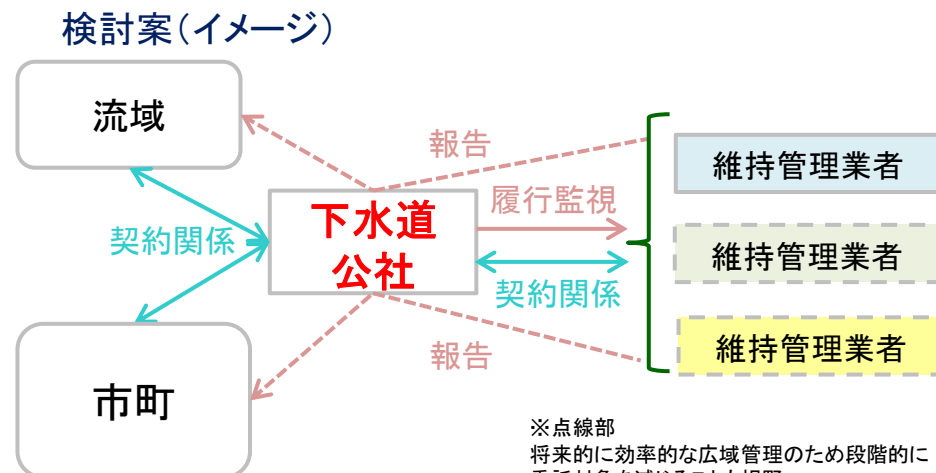 検討案(イメージ)
流域
報告
維持管理業者
契約関係
下水道
公社
履行監視
維持管理業者
契約関係
市町
報告
維持管理業者
※点線部
将来的に効率的な広域管理のため段階的に